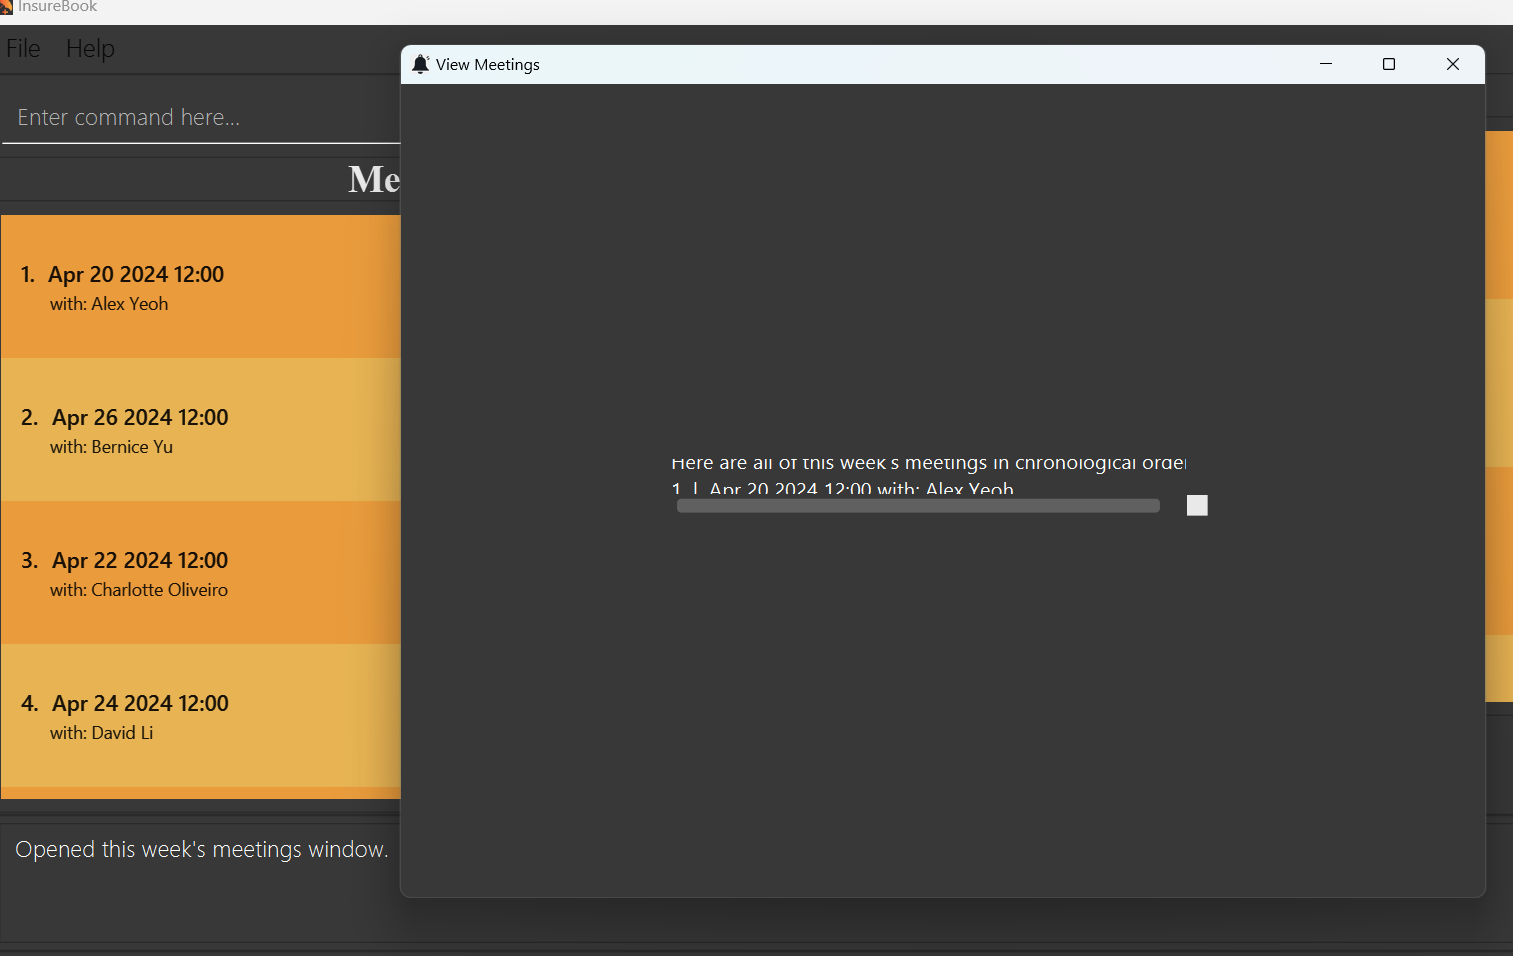 InsureBook
File Help
Enter command here...
Me
1. Apr 20 2024 12:00
with: Alex Yeoh
2. Apr 26 2024 12:00
with: Bernice Yu
3. Apr 22 2024 12:00
with: Charlotte Oliveiro
4. Apr 24 2024 12:00
with: David Li
Opened this week's meetings window.
View Meetings
Here are all of this week's meetings in chronological order
1 | Apr 20 2024 12:00 with: Alex Yeoh